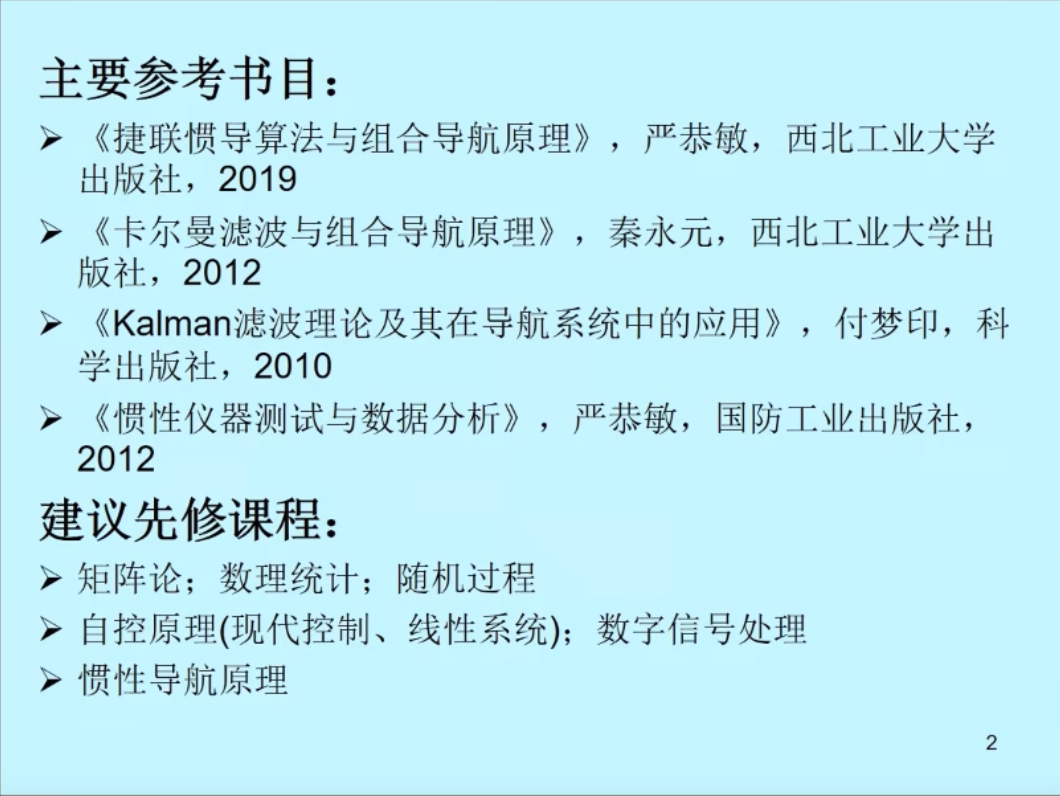 主要参考书目：
➢ 《捷联惯导算法与组合导航原理》，严恭敏，西北工业大学
出版社，2019
➢ 《卡尔曼滤波与组合导航原理》，秦永元，西北工业大学出
版社，2012
➢ 《Kalman滤波理论及其在导航系统中的应用》，付梦印，科
学出版社，2010
➢ 《惯性仪器测试与数据分析》，严恭敏，国防工业出版社，
2012
建议先修课程：
➢ 矩阵论；数理统计；随机过程
➢ 自控原理(现代控制、线性系统)；数字信号处理
➢ 惯性导航原理
2